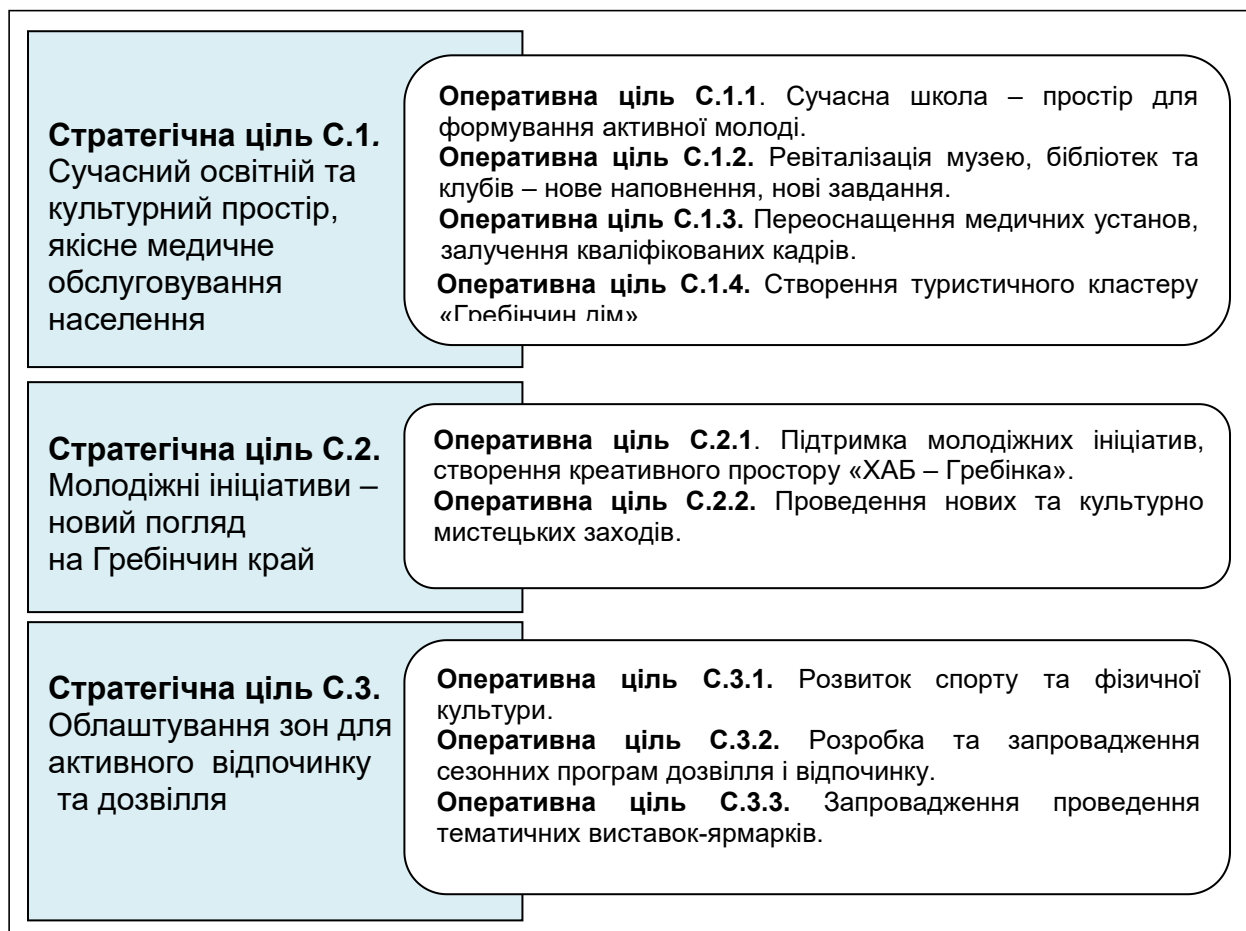 Стратегічна ціль С.1.
Сучасний освітній та
культурний простір,
якісне медичне
обслуговування
населення
Оперативна ціль С.1.1. Сучасна школа – простір для
формування активної молоді.
Оперативна ціль С.1.2. Ревіталізація музею, бібліотек та
клубів – нове наповнення, нові завдання.
Оперативна ціль С.1.3. Переоснащення медичних установ,
залучення кваліфікованих кадрів.
Оперативна ціль С.1.4. Створення туристичного кластеру
«Гребінчин дім»
Стратегічна ціль С.2.
Молодіжні ініціативи –
новий погляд
на Гребінчин край
Оперативна ціль С.2.1. Підтримка молодіжних ініціатив,
створення креативного простору «ХАБ – Гребінка».
Оперативна ціль С.2.2. Проведення нових та культурно
мистецьких заходів.
Стратегічна ціль С.3.
Облаштування зон для
активного відпочинку
та дозвілля
Оперативна ціль С.3.1. Розвиток спорту та фізичної
культури.
Оперативна ціль С.3.2. Розробка та запровадження
сезонних програм дозвілля і відпочинку.
Оперативна ціль С.3.3. Запровадження проведення
тематичних виставок-ярмарків.